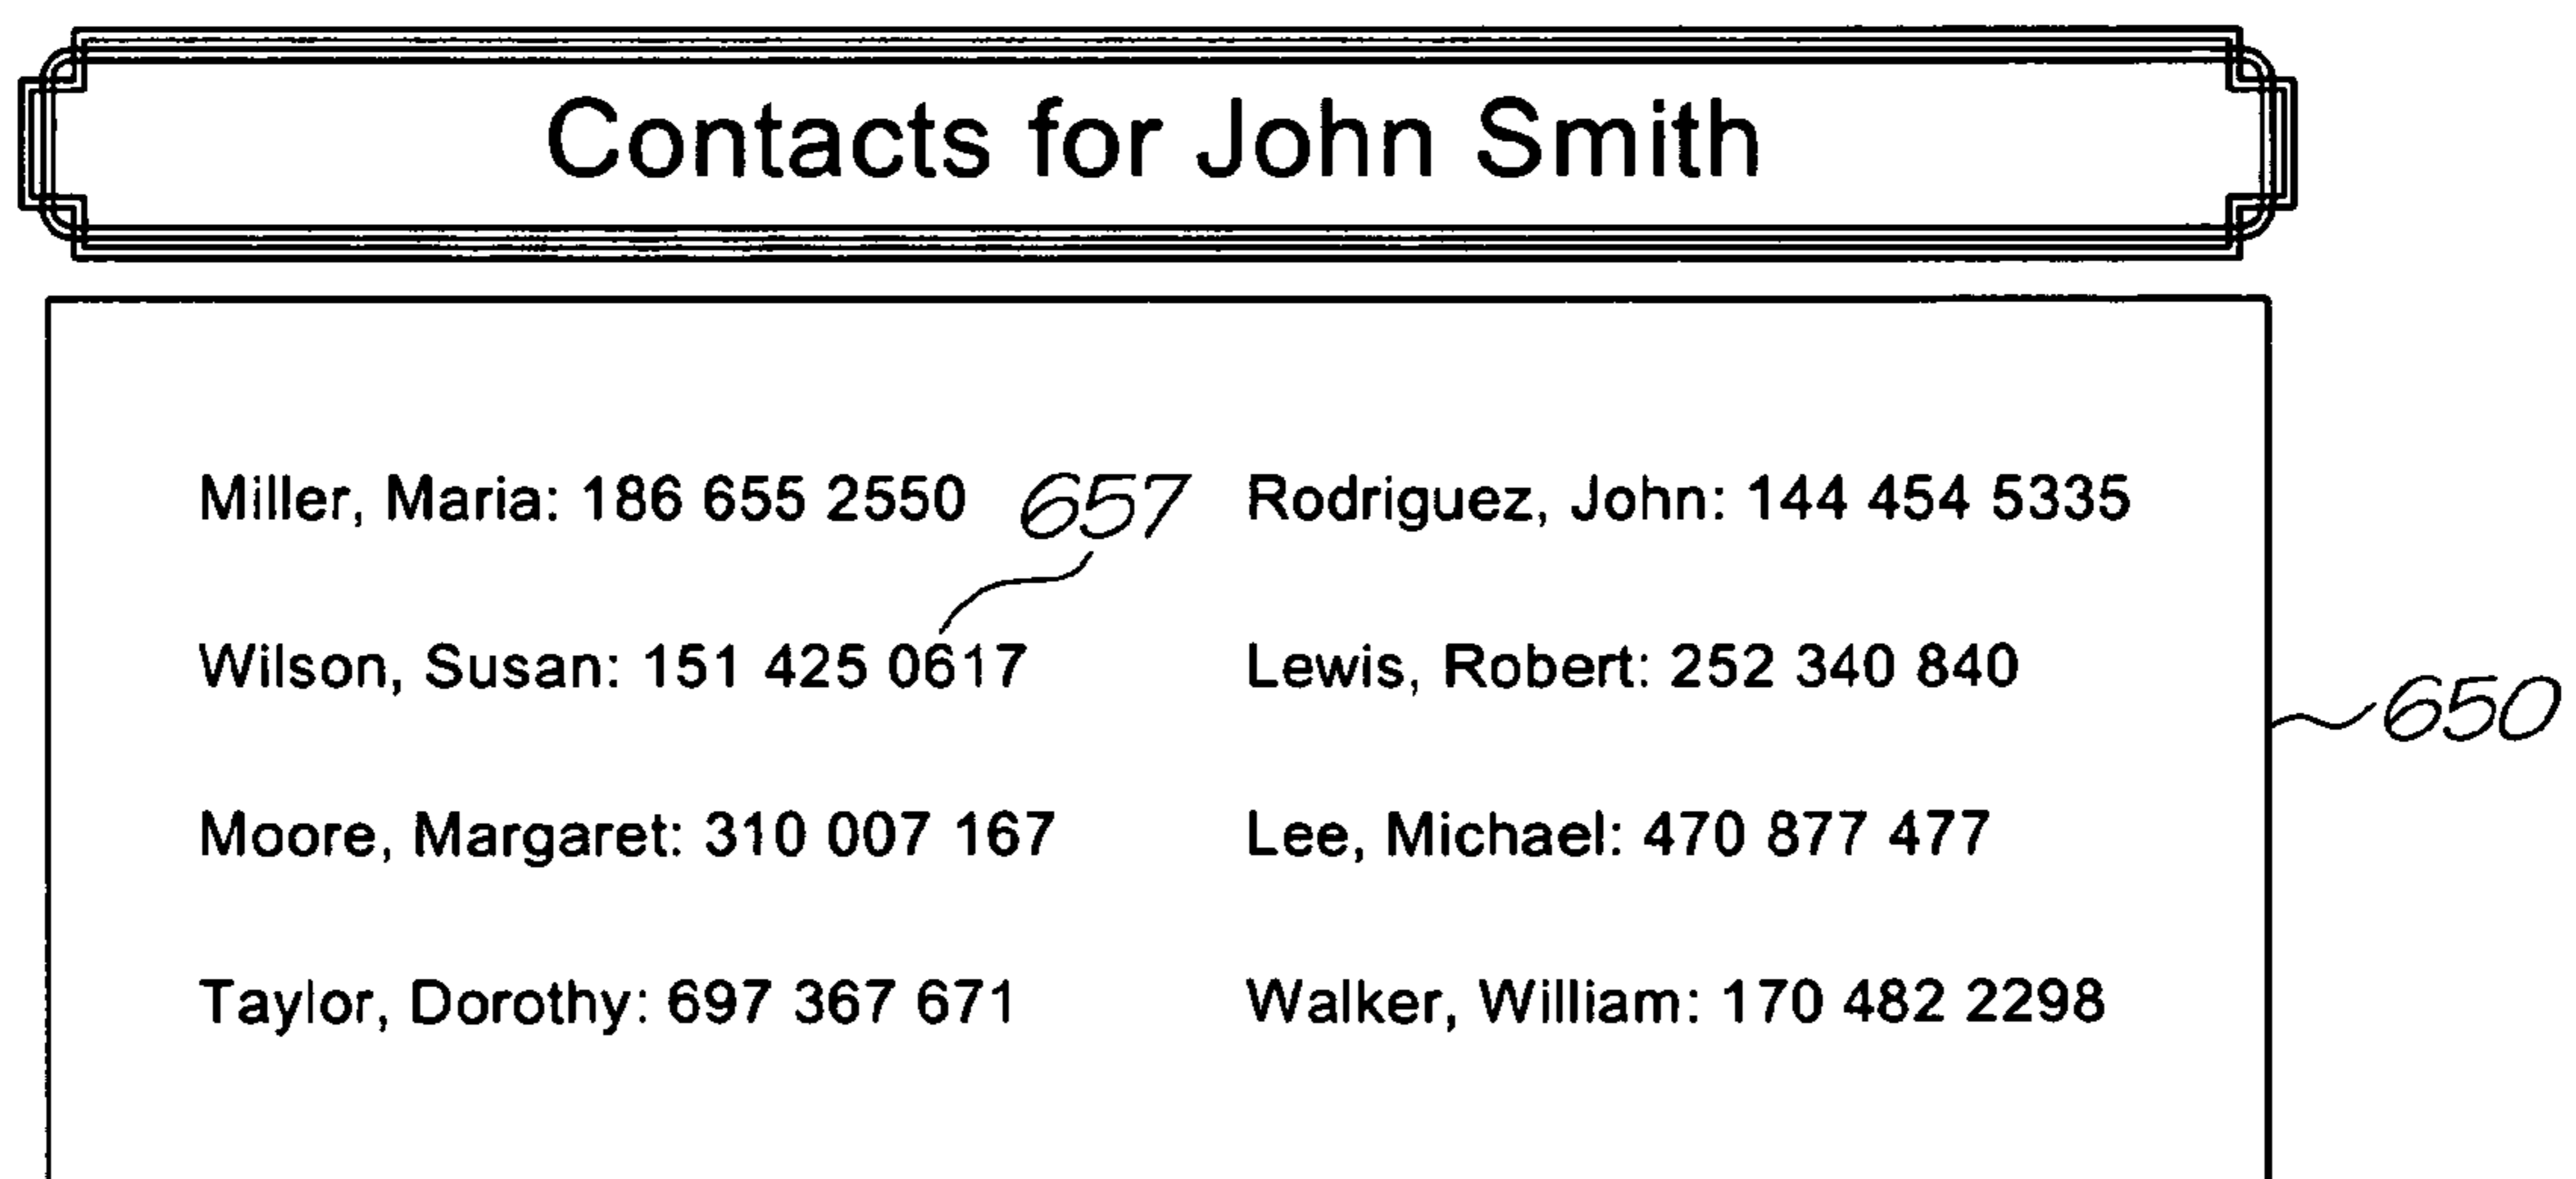 Contacts for John Smith
Miller, Maria: 186 655 2550
657
Rodriguez, John: 144 454 5335
Wilson, Susan: 151 425 0617
Lewis, Robert: 252 340 840
650
Moore, Margaret: 310 007 167
Lee, Michael: 470 877 477
Taylor, Dorothy: 697 367 671
Walker, William: 170 482 2298